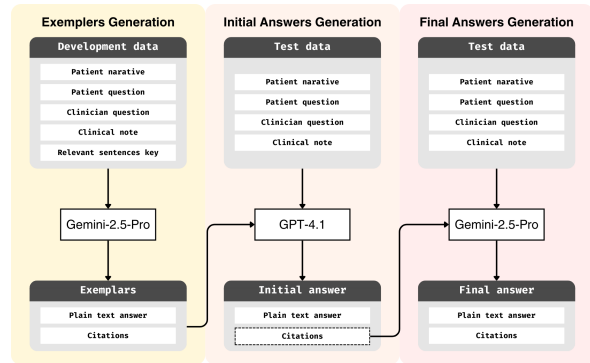 Exemplers Generation
Development data
Patient narative
Patient question
Clinician question
Clinical note
Relevant sentences key
Gemini-2.5-Pro
Exemplars
Plain text answer
Citations
Initial Answers Generation
Test data
Patient narative
Patient question
Clinician question
Clinical note
GPT-4.1
Initial answer
Plain text answer
Citations
Final Answers Generation
Test data
Patient narative
Patient question
Clinician question
Clinical note
Gemini-2.5-Pro
Final answer
Plain text answer
Citations